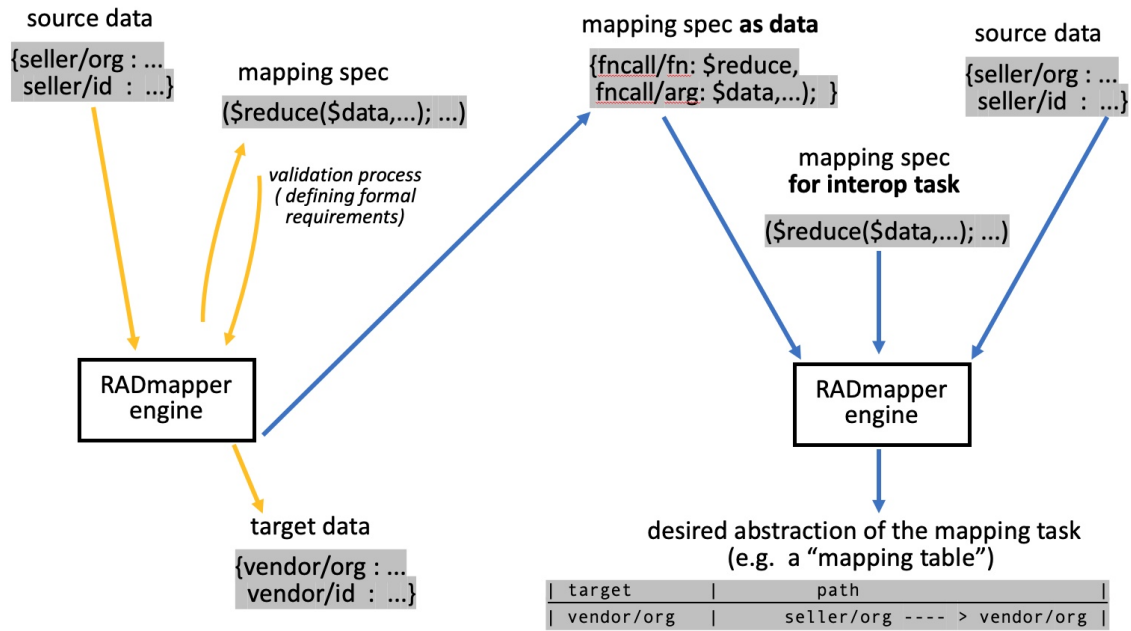 source data
{seller/org : ...
seller/id : ...}
mapping spec
($reduce($data,...); ...)
validation process
( defining formal
requirements)
RADmapper
engine
target data
{vendor/org : ...
vendor/id : ...}
mapping spec as data
{fncall/fn: $reduce,
fncall/arg: $data,...); }
source data
{seller/org : ...
seller/id : ...}
mapping spec
for interop task
($reduce($data,...); ...)
RADmapper
engine
desired abstraction of the mapping task
(e.g. a “mapping table”)
| target | path |
| vendor/org | seller/org ---- > vendor/org |